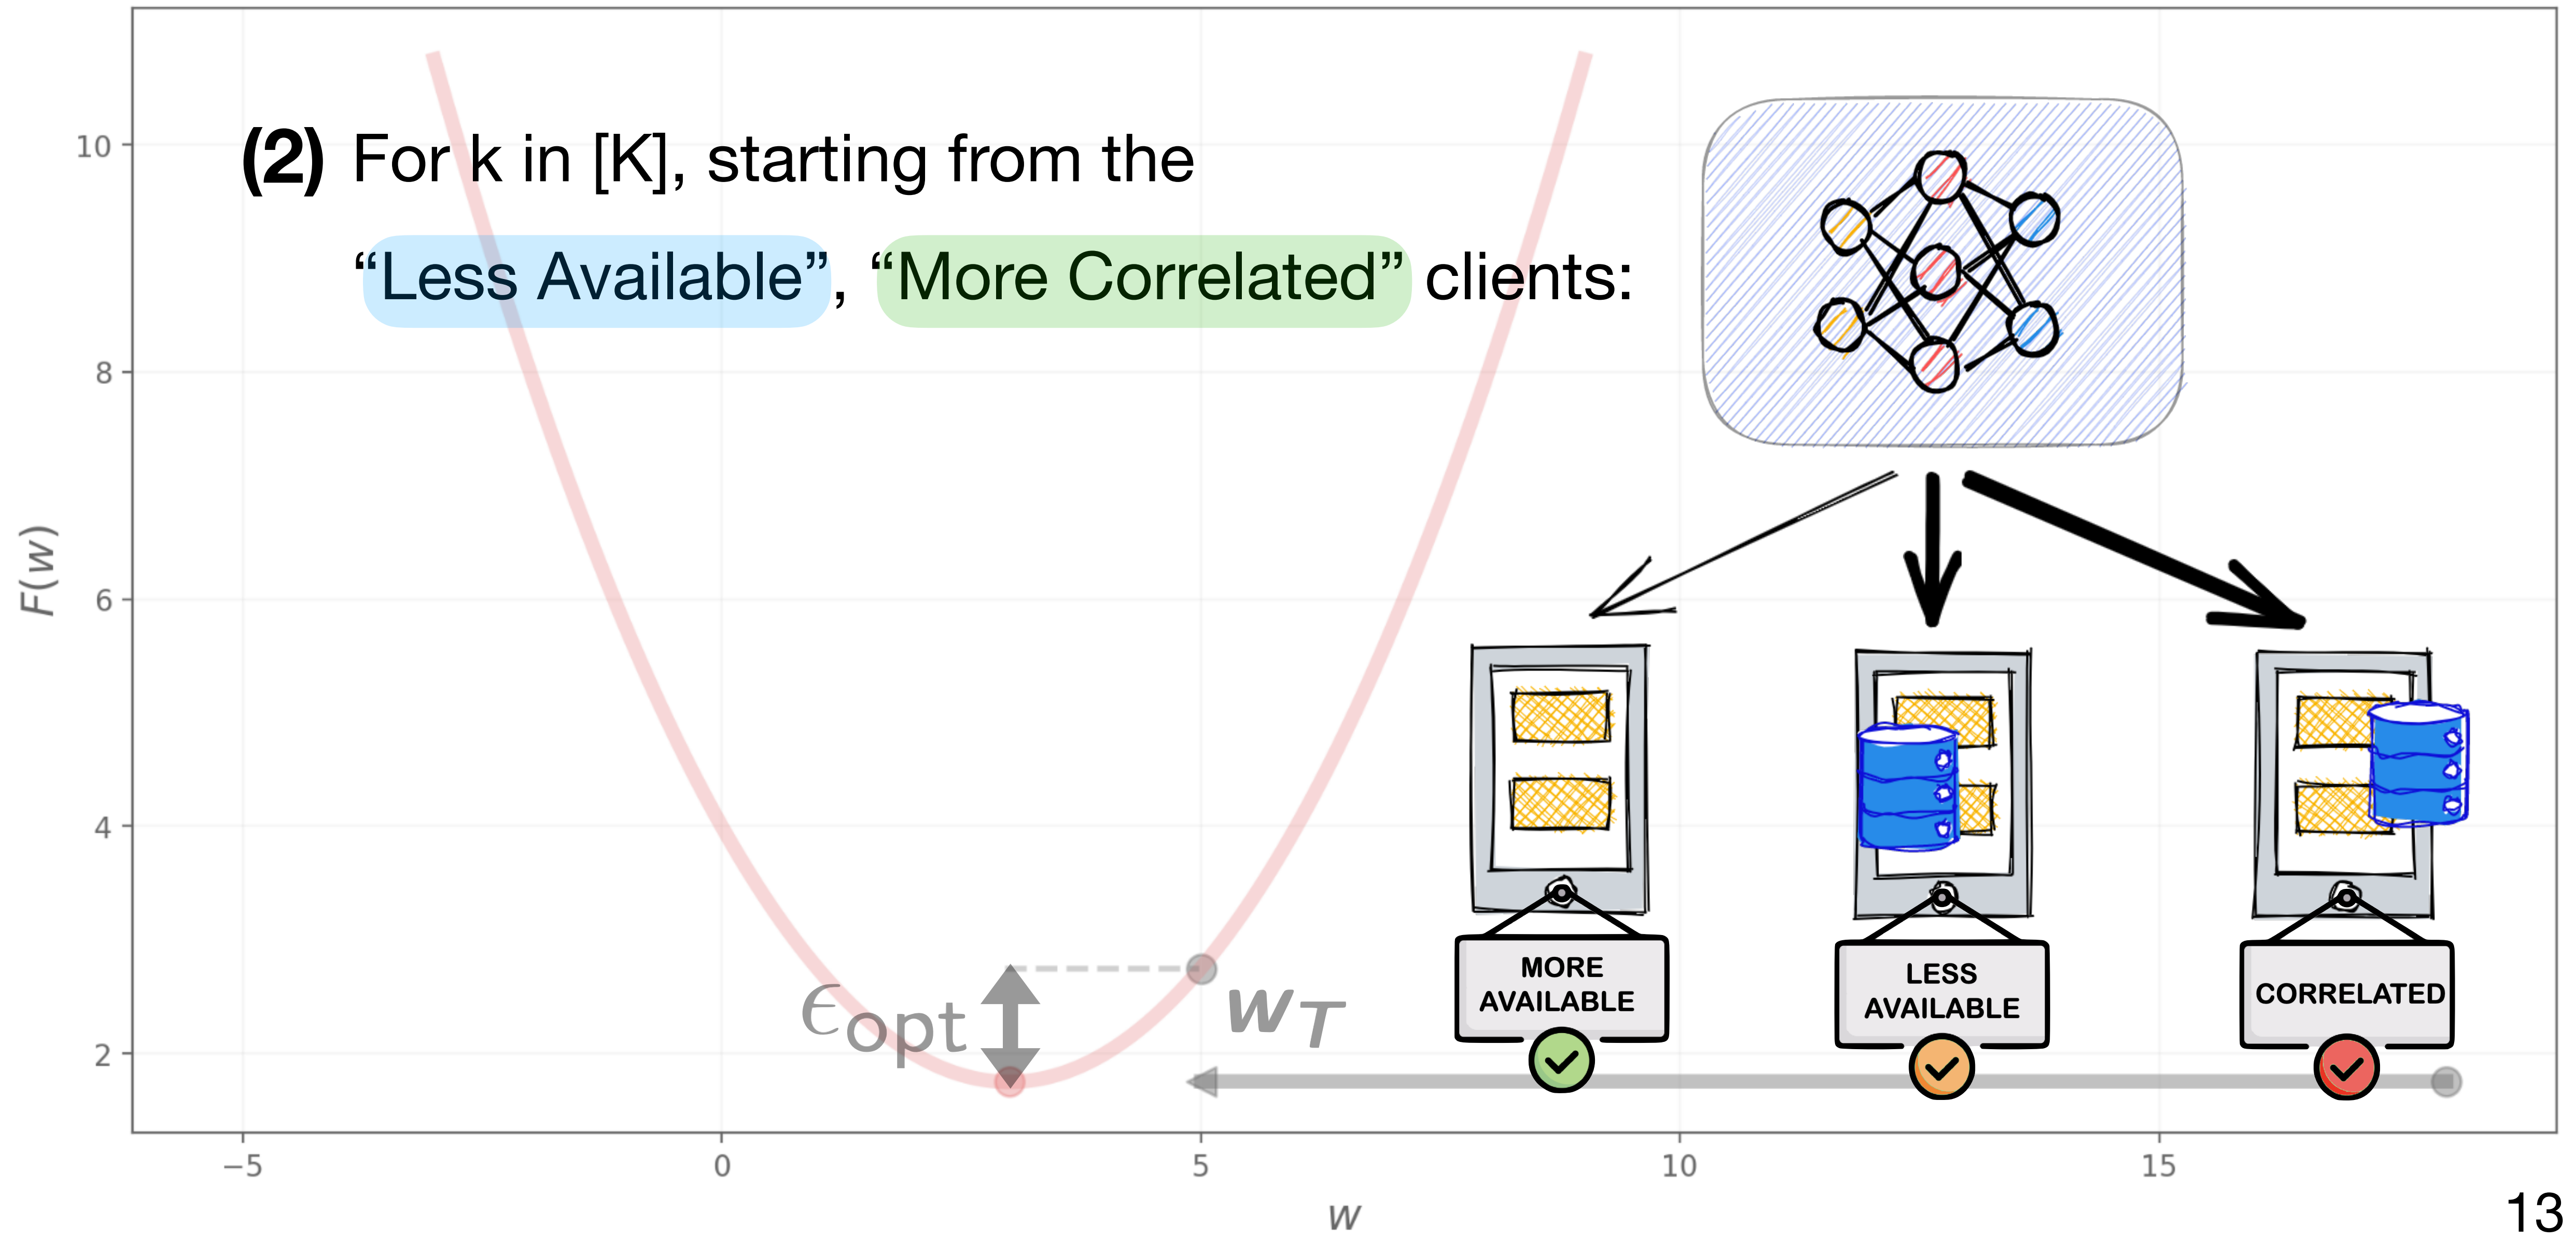 (2) For k in [K], starting from the
“Less Available”, “More Correlated” clients:
10
8
6
4
2
F(w)
ϵopt
wT
MORE
AVAILABLE
LESS
AVAILABLE
CORRELATED
−5
0
5
10
15
w
13